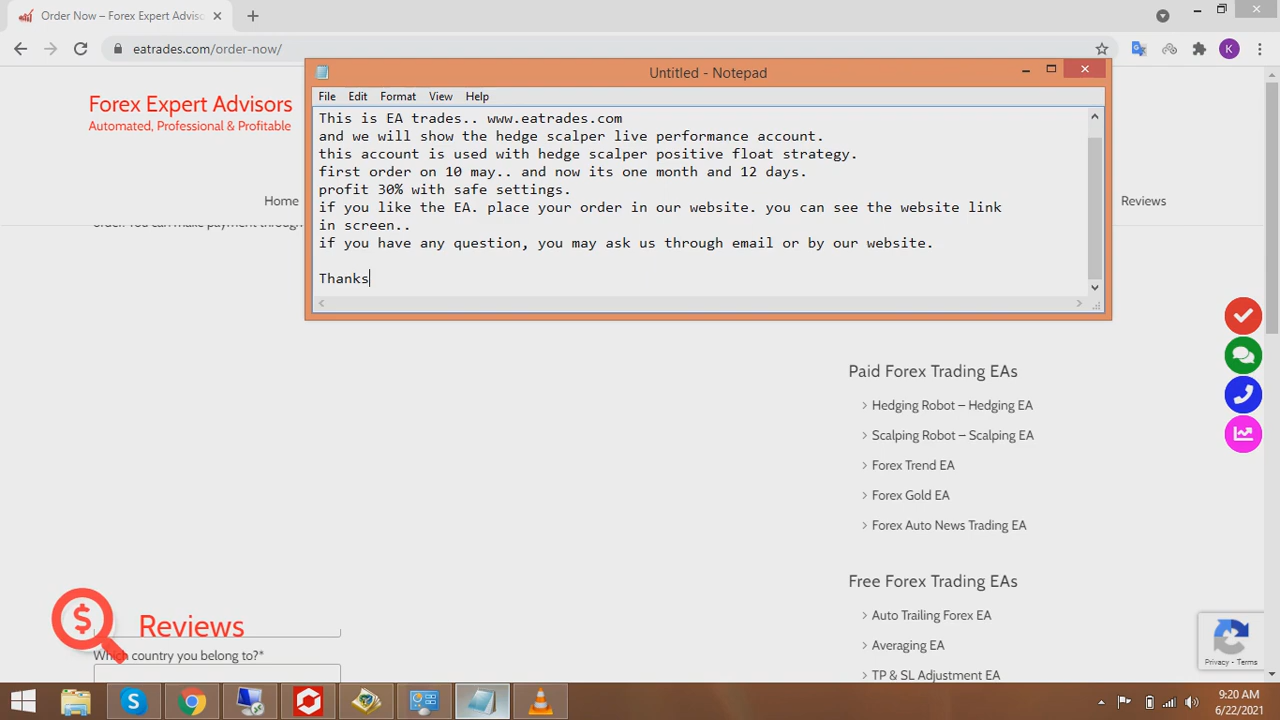 Order Now – Forex Expert Adviso
eatrades.com/order-now/
K
Untitled - Notepad
File Edit Format View Help
This is EA trades.. www.eatrades.com
and we will show the hedge scalper live performance account.
this account is used with hedge scalper positive float strategy.
first order on 10 may.. and now its one month and 12 days.
profit 30% with safe settings.
if you like the EA. place your order in our website. you can see the website link
in screen..
if you have any question, you may ask us through email or by our website.
Thanks
Forex Expert Advisors
Automated, Professional & Profitable
Home
Reviews
order. You can make payment through
Paid Forex Trading EAs
Hedging Robot – Hedging EA
Scalping Robot – Scalping EA
Forex Trend EA
Forex Gold EA
Forex Auto News Trading EA
Free Forex Trading EAs
Auto Trailing Forex EA
Averaging EA
TP & SL Adjustment EA
$ Reviews
Which country you belong to?*
Privacy - Terms
9:20 AM
6/22/2021